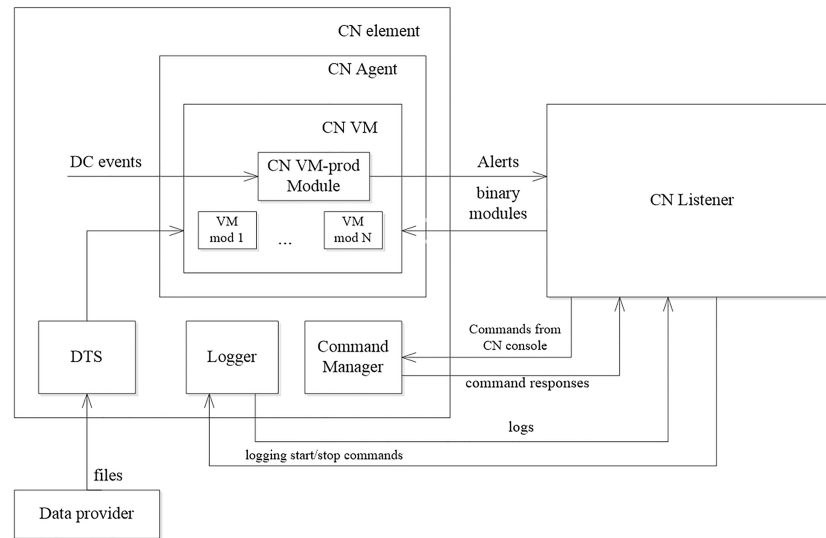 CN element
CN Agent
CN VM
DC events
CN VM-prod
Module
Alerts
binary
modules
CN Listener
VM
mod 1
...
VM
mod N
DTS
Logger
Command
Manager
Commands from
CN console
command responses
logs
logging start/stop commands
files
Data provider